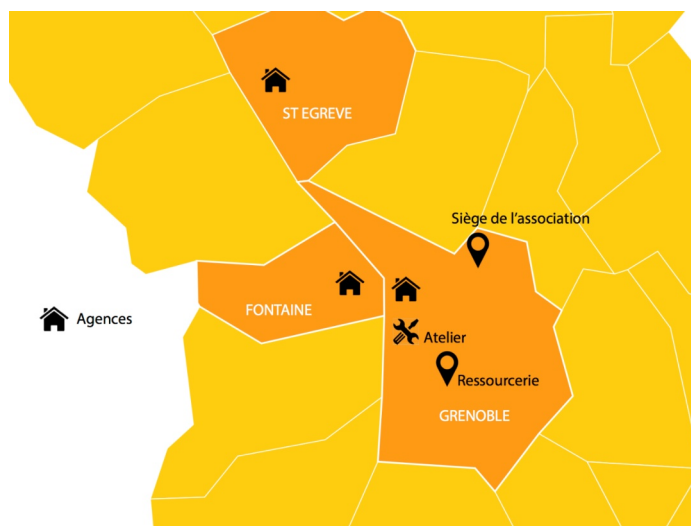 ST EGREVE
Siège de l'association
FONTAINE
Agences
Atelier
Ressourcerie
GRENOBLE